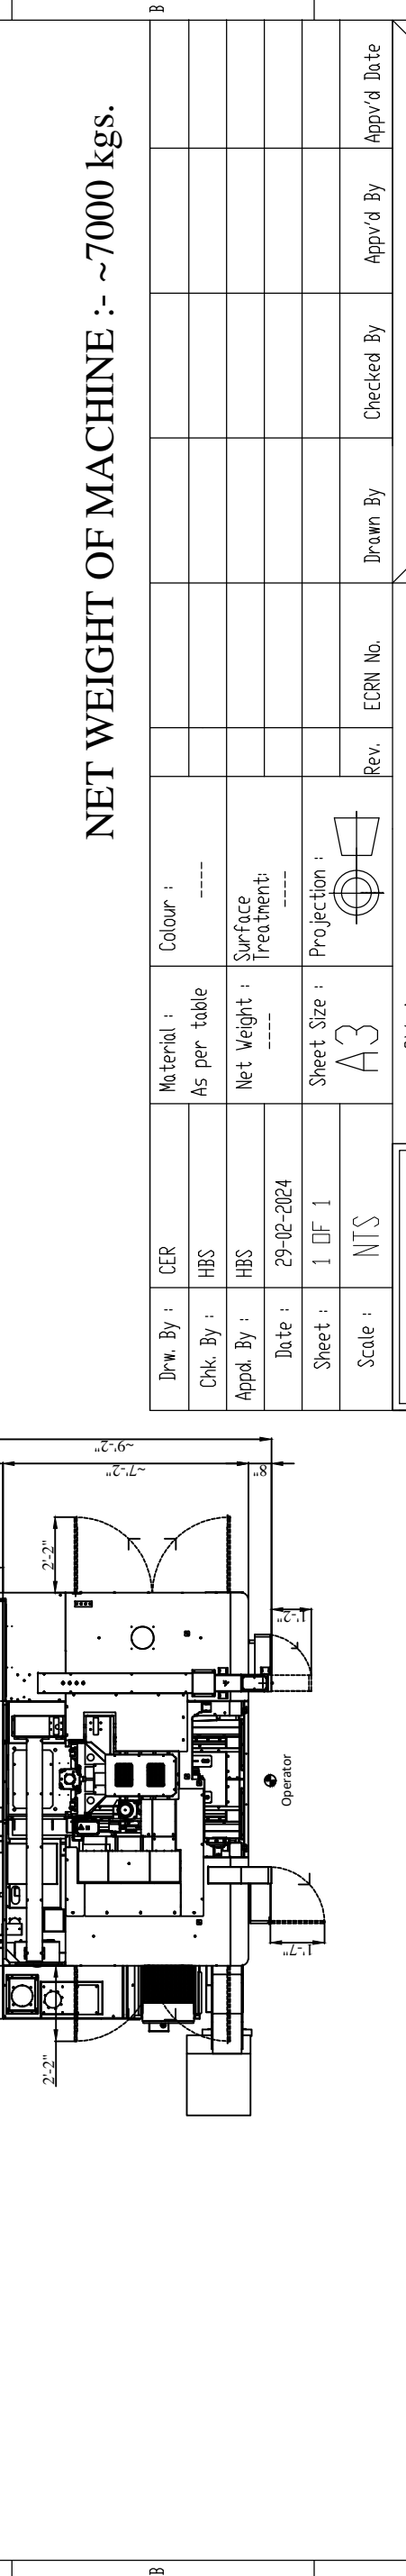 B
NET WEIGHT OF MACHINE :- ~7000 kgs.
Drw. By : CER
Chk. By : HBS
Appd. By : HBS
Date : 29-02-2024
Sheet : 1 OF 1
Scale : NTS
Material :
As per table
Net Weight :
----
Sheet Size :
A3
Colour :
----
Surface
Treatment:
----
Projection :
Rev. ECRN No. Drawn By Checked By Appv'd By Appv'd Date
~9'-2"
~7'-2"
8"
2'-2"
1'-2"
Operator
1'-7"
2'-2"
B